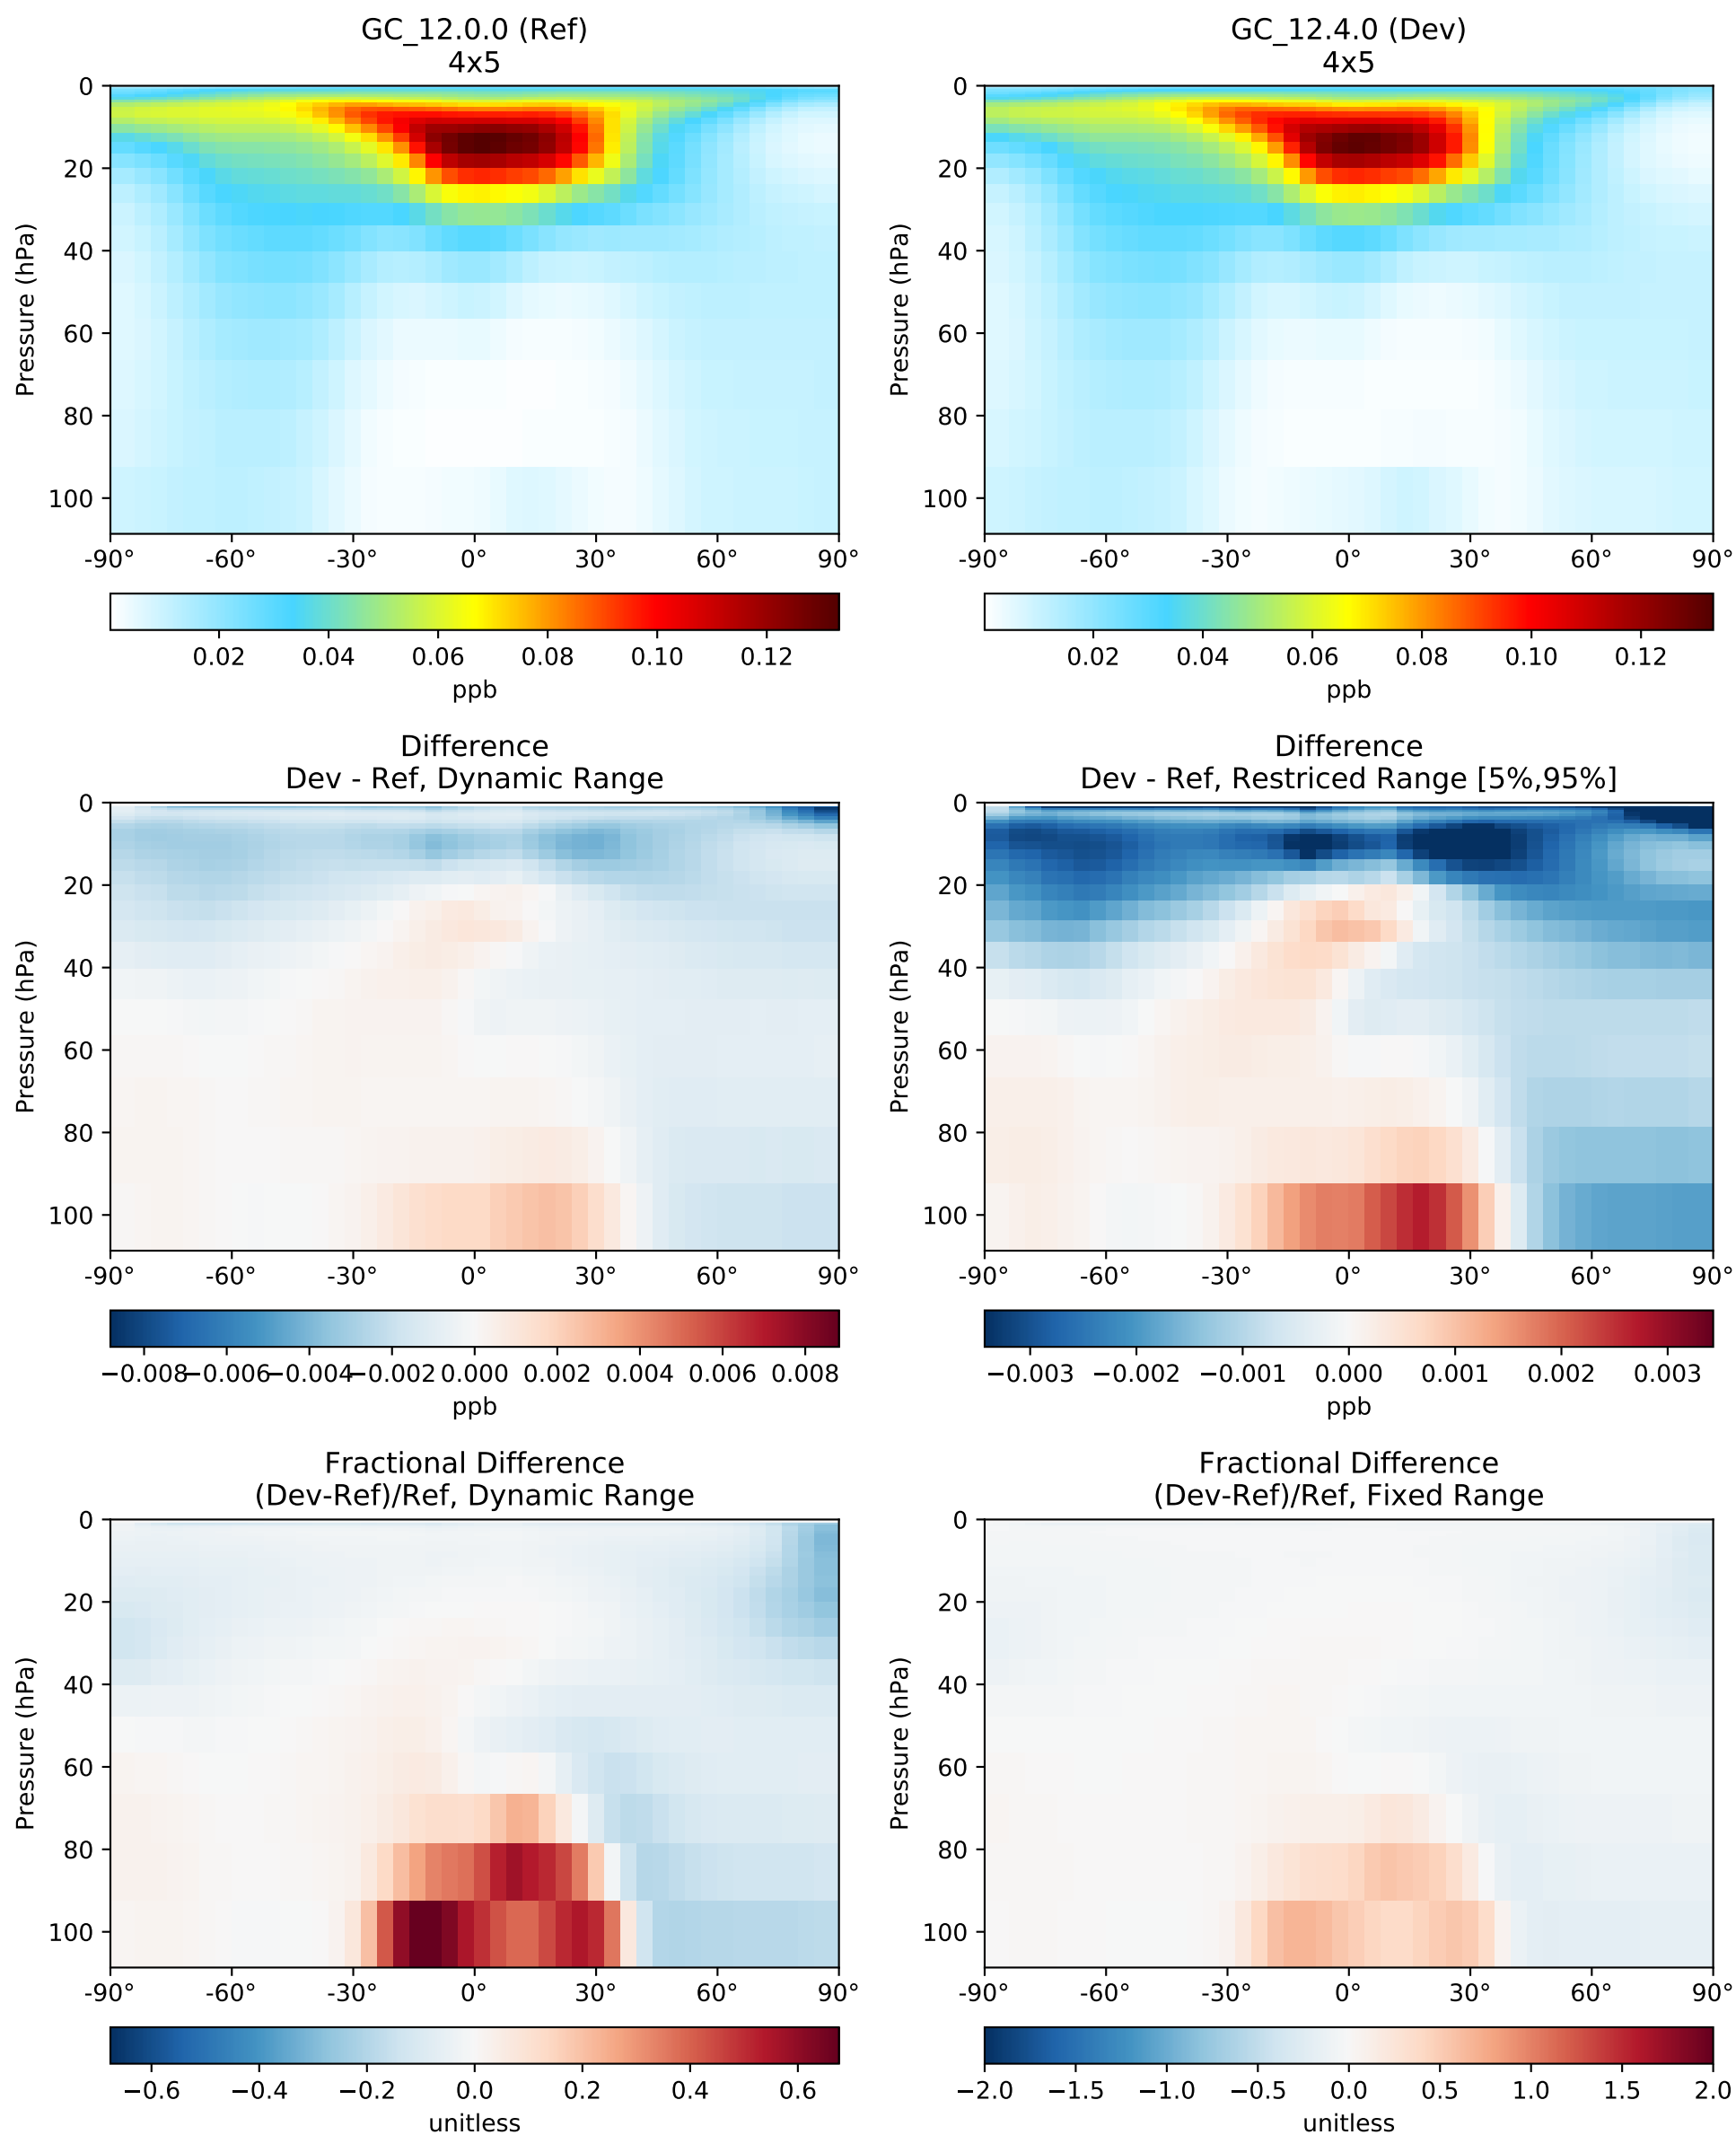 GC_12.0.0 (Ref)
4x5
0
20
40
60
80
100
Pressure (hPa)
-90° -60° -30° 0° 30° 60° 90°
0.02 0.04 0.06 0.08 0.10 0.12
ppb
GC_12.4.0 (Dev)
4x5
0
20
40
60
80
100
Pressure (hPa)
-90° -60° -30° 0° 30° 60° 90°
0.02 0.04 0.06 0.08 0.10 0.12
ppb
Difference
Dev - Ref, Dynamic Range
0
20
40
60
80
100
Pressure (hPa)
-90° -60° -30° 0° 30° 60° 90°
−0.008 −0.006 −0.004 −0.002 0.000 0.002 0.004 0.006 0.008
ppb
Difference
Dev - Ref, Restriced Range [5%,95%]
0
20
40
60
80
100
Pressure (hPa)
-90° -60° -30° 0° 30° 60° 90°
−0.003 −0.002 −0.001 0.000 0.001 0.002 0.003
ppb
Fractional Difference
(Dev-Ref)/Ref, Dynamic Range
0
20
40
60
80
100
Pressure (hPa)
-90° -60° -30° 0° 30° 60° 90°
−0.6 −0.4 −0.2 0.0 0.2 0.4 0.6
unitless
Fractional Difference
(Dev-Ref)/Ref, Fixed Range
0
20
40
60
80
100
Pressure (hPa)
-90° -60° -30° 0° 30° 60° 90°
−2.0 −1.5 −1.0 −0.5 0.0 0.5 1.0 1.5 2.0
unitless